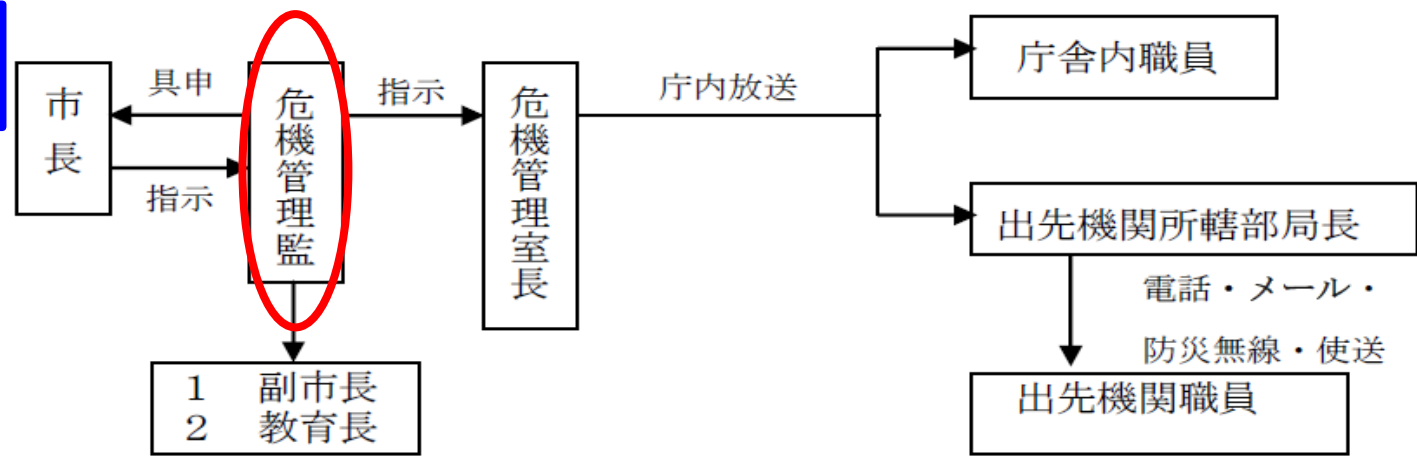 市長
具申
指示
危機管理監
指示
危機管理室長
庁内放送
庁舎内職員
出先機関所轄部局長
電話・メール・
防災無線・使送
出先機関職員
1 副市長
2 教育長